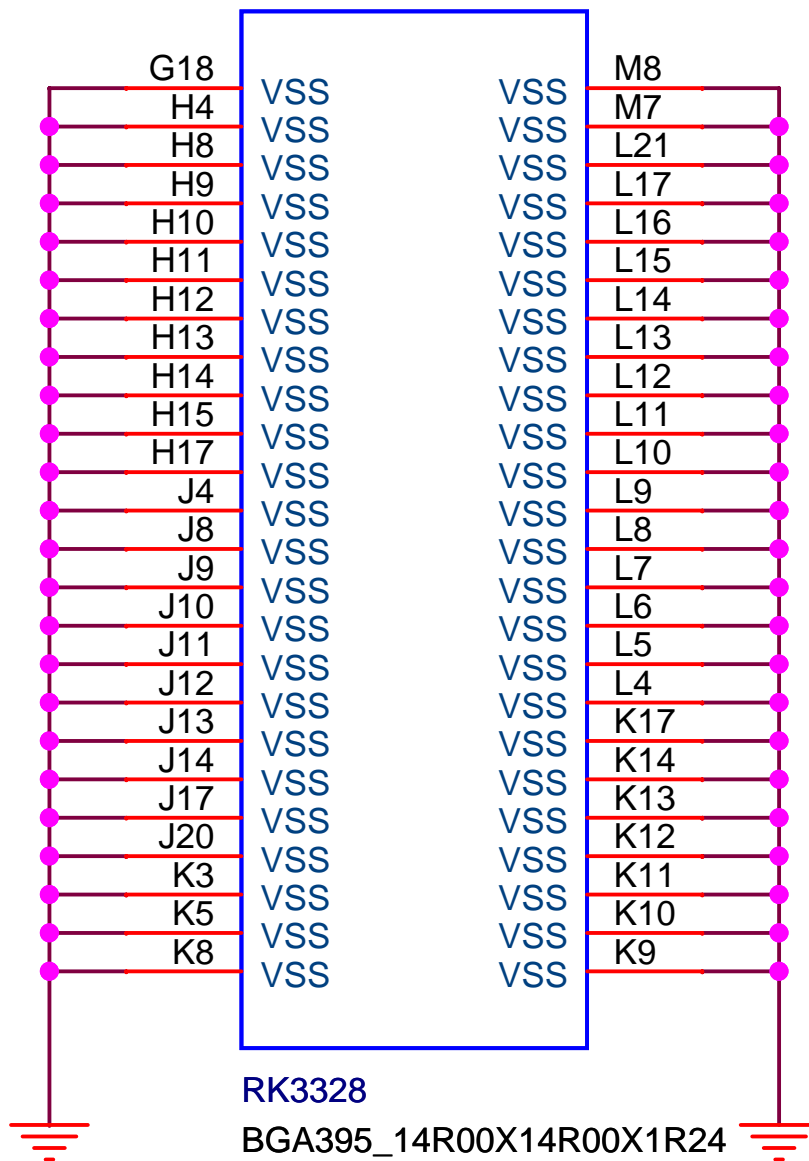 G18 VSS VSS M8
H4 VSS VSS M7
H8 VSS VSS L21
H9 VSS VSS L17
H10 VSS VSS L16
H11 VSS VSS L15
H12 VSS VSS L14
H13 VSS VSS L13
H14 VSS VSS L12
H15 VSS VSS L11
H17 VSS VSS L10
J4 VSS VSS L9
J8 VSS VSS L8
J9 VSS VSS L7
J10 VSS VSS L6
J11 VSS VSS L5
J12 VSS VSS L4
J13 VSS VSS K17
J14 VSS VSS K14
J17 VSS VSS K13
J20 VSS VSS K12
K3 VSS VSS K11
K5 VSS VSS K10
K8 VSS VSS K9
RK3328
BGA395_14R00X14R00X1R24